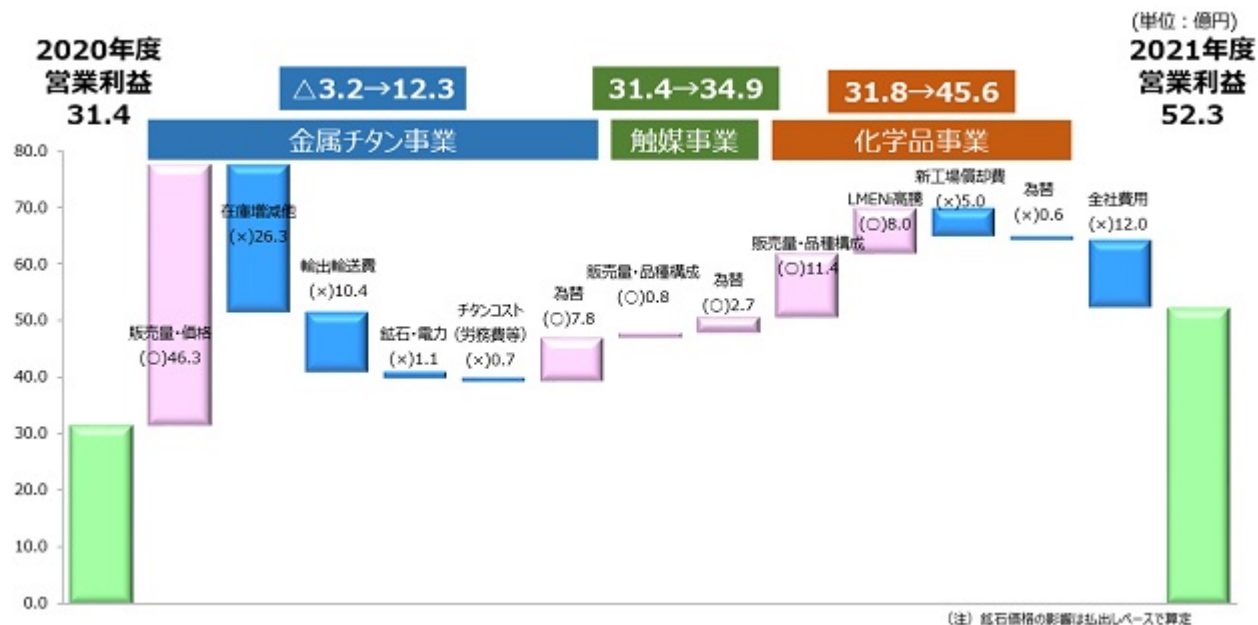 (単位：億円)
2020年度
営業利益
31.4
△3.2→12.3
31.4→34.9
31.8→45.6
2021年度
営業利益
52.3
金属チタン事業
触媒事業
化学品事業
80.0
70.0
60.0
50.0
40.0
30.0
20.0
10.0
0.0
販売量・価格
(○)46.3
在庫増減他
(×)26.3
輸出輸送費
(×)10.4
鉱石・電力
(×)1.1
チタンコスト
(労務費等)
(×)0.7
為替
(○)7.8
販売量・品種構成
(○)0.8
為替
(○)2.7
販売量・品種構成
(○)11.4
LMENi高騰
(○)8.0
新工場償却費
(×)5.0
為替
(×)0.6
全社費用
(×)12.0
(注) 鉱石価格の影響は払出しベースで算定